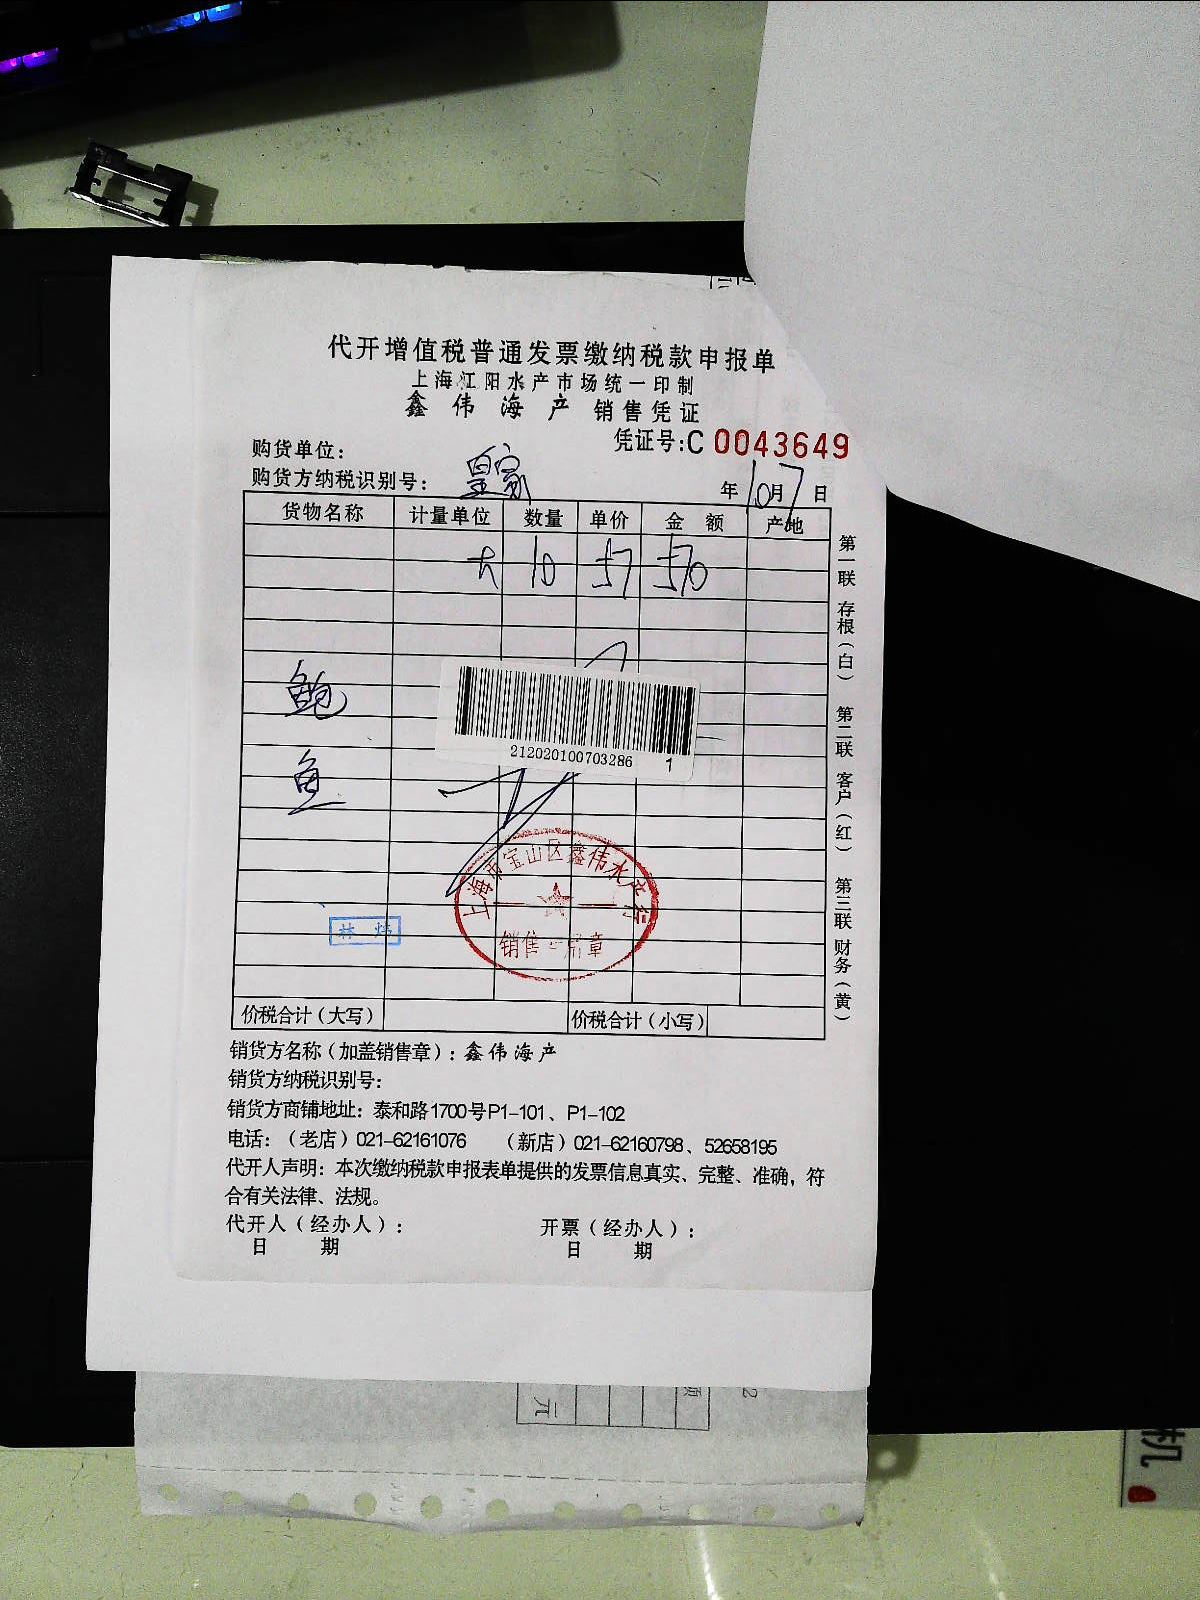 代开增值税普通发票缴纳税款申报单
上海江阳水产市场统一印制
鑫伟海产 销售凭证
凭证号:C 0043649
购货单位:
购货方纳税识别号: 皇家 年10月7日
货物名称 计量单位 数量 单价 金额 产地
大 10 57 570
鲍
鱼
212020100703286 1
上海市宝山区鑫伟水产行
销售专用章
林
价税合计(大写) 价税合计(小写)
销货方名称(加盖销售章):鑫伟海产
销货方纳税识别号:
销货方商铺地址:泰和路1700号P1-101、P1-102
电话:(老店)021-62161076 (新店)021-62160798、52658195
代开人声明:本次缴纳税款申报表单提供的发票信息真实、完整、准确,符
合有关法律、法规。
代开人(经办人): 开票(经办人):
日 期 日 期
第一联 存根(白) 第二联 客户(红) 第三联 财务(黄)
元
机